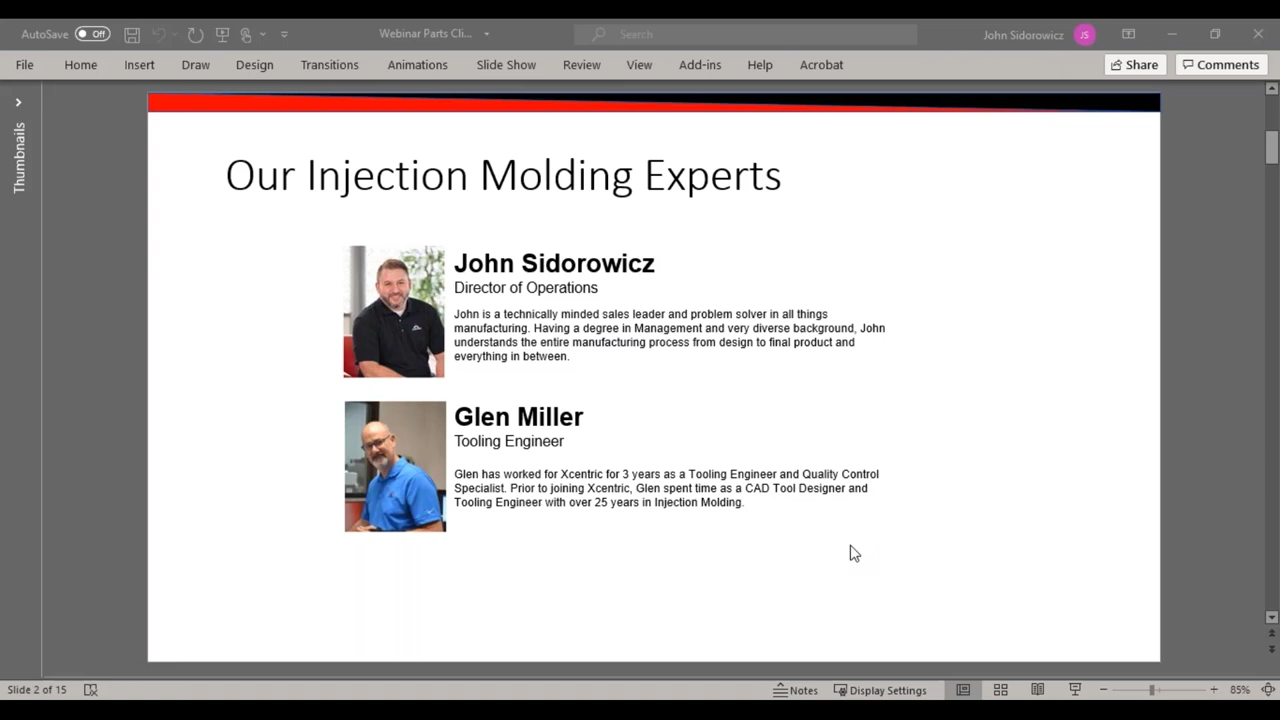 AutoSave Off Webinar Parts Cli... Search John Sidorowicz JS
File Home Insert Draw Design Transitions Animations Slide Show Review View Add-ins Help Acrobat Share Comments
Thumbnails
Our Injection Molding Experts
John Sidorowicz
Director of Operations
John is a technically minded sales leader and problem solver in all things
manufacturing. Having a degree in Management and very diverse background, John
understands the entire manufacturing process from design to final product and
everything in between.
Glen Miller
Tooling Engineer
Glen has worked for Xcentric for 3 years as a Tooling Engineer and Quality Control
Specialist. Prior to joining Xcentric, Glen spent time as a CAD Tool Designer and
Tooling Engineer with over 25 years in Injection Molding.
Slide 2 of 15 Notes Display Settings 85%